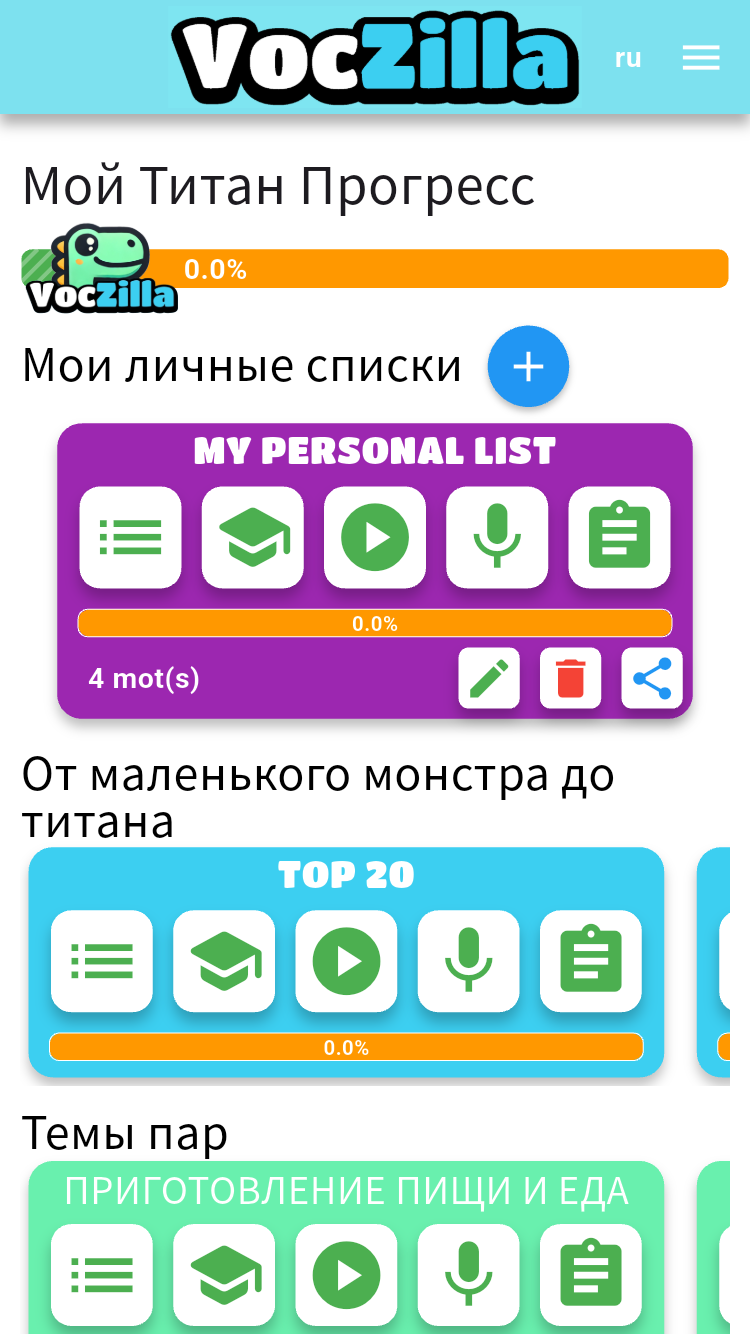 VocZilla
ru
Мой Титан Прогресс
0.0%
VocZilla
Мои личные списки
MY PERSONAL LIST
0.0%
4 mot(s)
От маленького монстра до
титана
TOP 20
0.0%
Темы пар
ПРИГОТОВЛЕНИЕ ПИЩИ И ЕДА